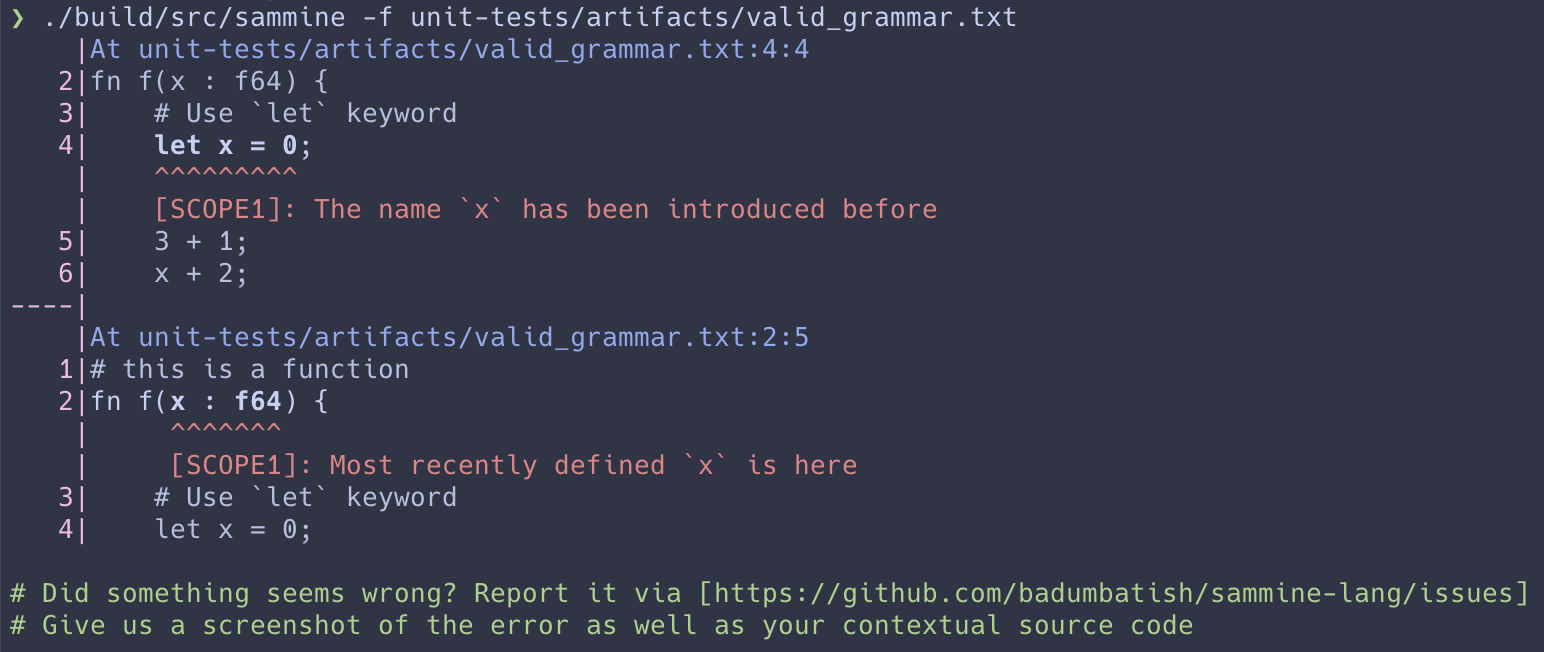 ❯ ./build/src/sammine -f unit-tests/artifacts/valid_grammar.txt
    |At unit-tests/artifacts/valid_grammar.txt:4:4
   2|fn f(x : f64) {
   3|    # Use `let` keyword
   4|    let x = 0;
    |    ^^^^^^^^^
    |    [SCOPE1]: The name `x` has been introduced before
   5|    3 + 1;
   6|    x + 2;
----|
    |At unit-tests/artifacts/valid_grammar.txt:2:5
   1|# this is a function
   2|fn f(x : f64) {
    |     ^^^^^^^
    |     [SCOPE1]: Most recently defined `x` is here
   3|    # Use `let` keyword
   4|    let x = 0;

# Did something seems wrong? Report it via [https://github.com/badumbatish/sammine-lang/issues]
# Give us a screenshot of the error as well as your contextual source code